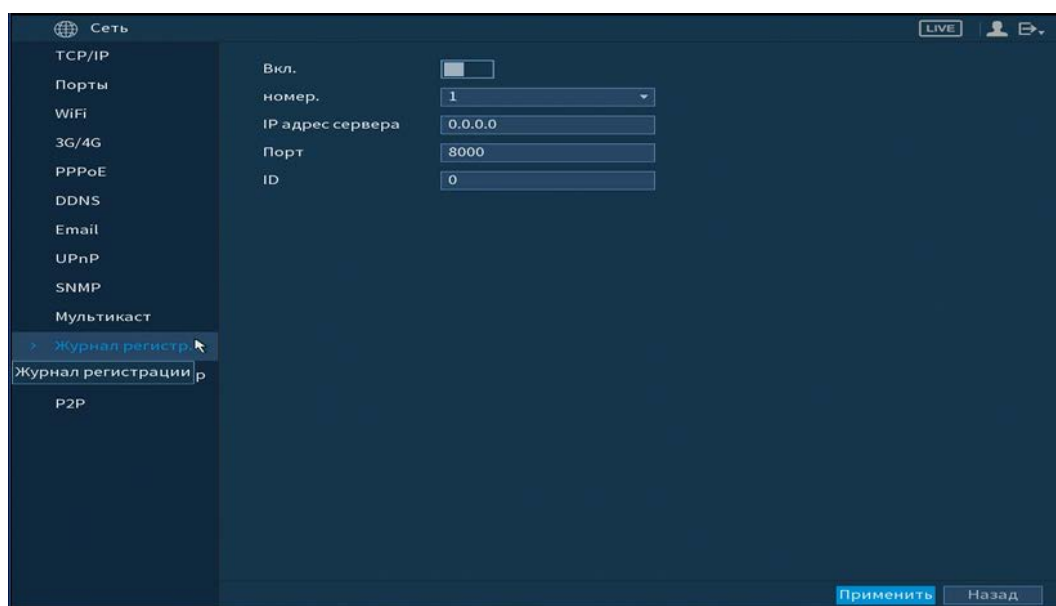 Сеть
LIVE
TCP/IP
Порты
WiFi
3G/4G
PPPoE
DDNS
Email
UPnP
SNMP
Мультикаст
> Журнал регистр.
Журнал регистрации
P2P
Вкл.
номер. 1
IP адрес сервера 0.0.0.0
Порт 8000
ID 0
Применить Назад